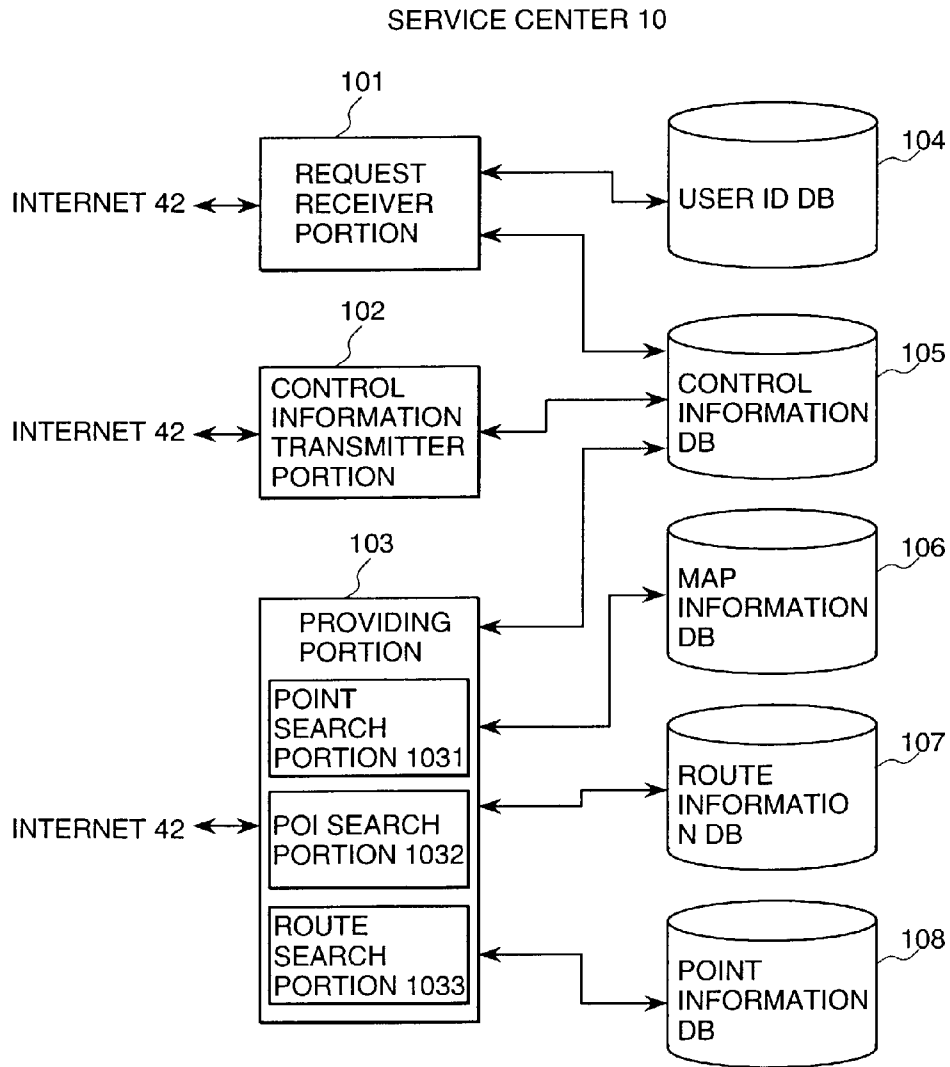 SERVICE CENTER 10
101
REQUEST
RECEIVER
PORTION
INTERNET 42
104
USER ID DB
102
CONTROL
INFORMATION
TRANSMITTER
PORTION
INTERNET 42
105
CONTROL
INFORMATION
DB
103
PROVIDING
PORTION
POINT
SEARCH
PORTION 1031
POI SEARCH
PORTION 1032
ROUTE
SEARCH
PORTION 1033
INTERNET 42
106
MAP
INFORMATION
DB
107
ROUTE
INFORMATIO
N DB
108
POINT
INFORMATION
DB